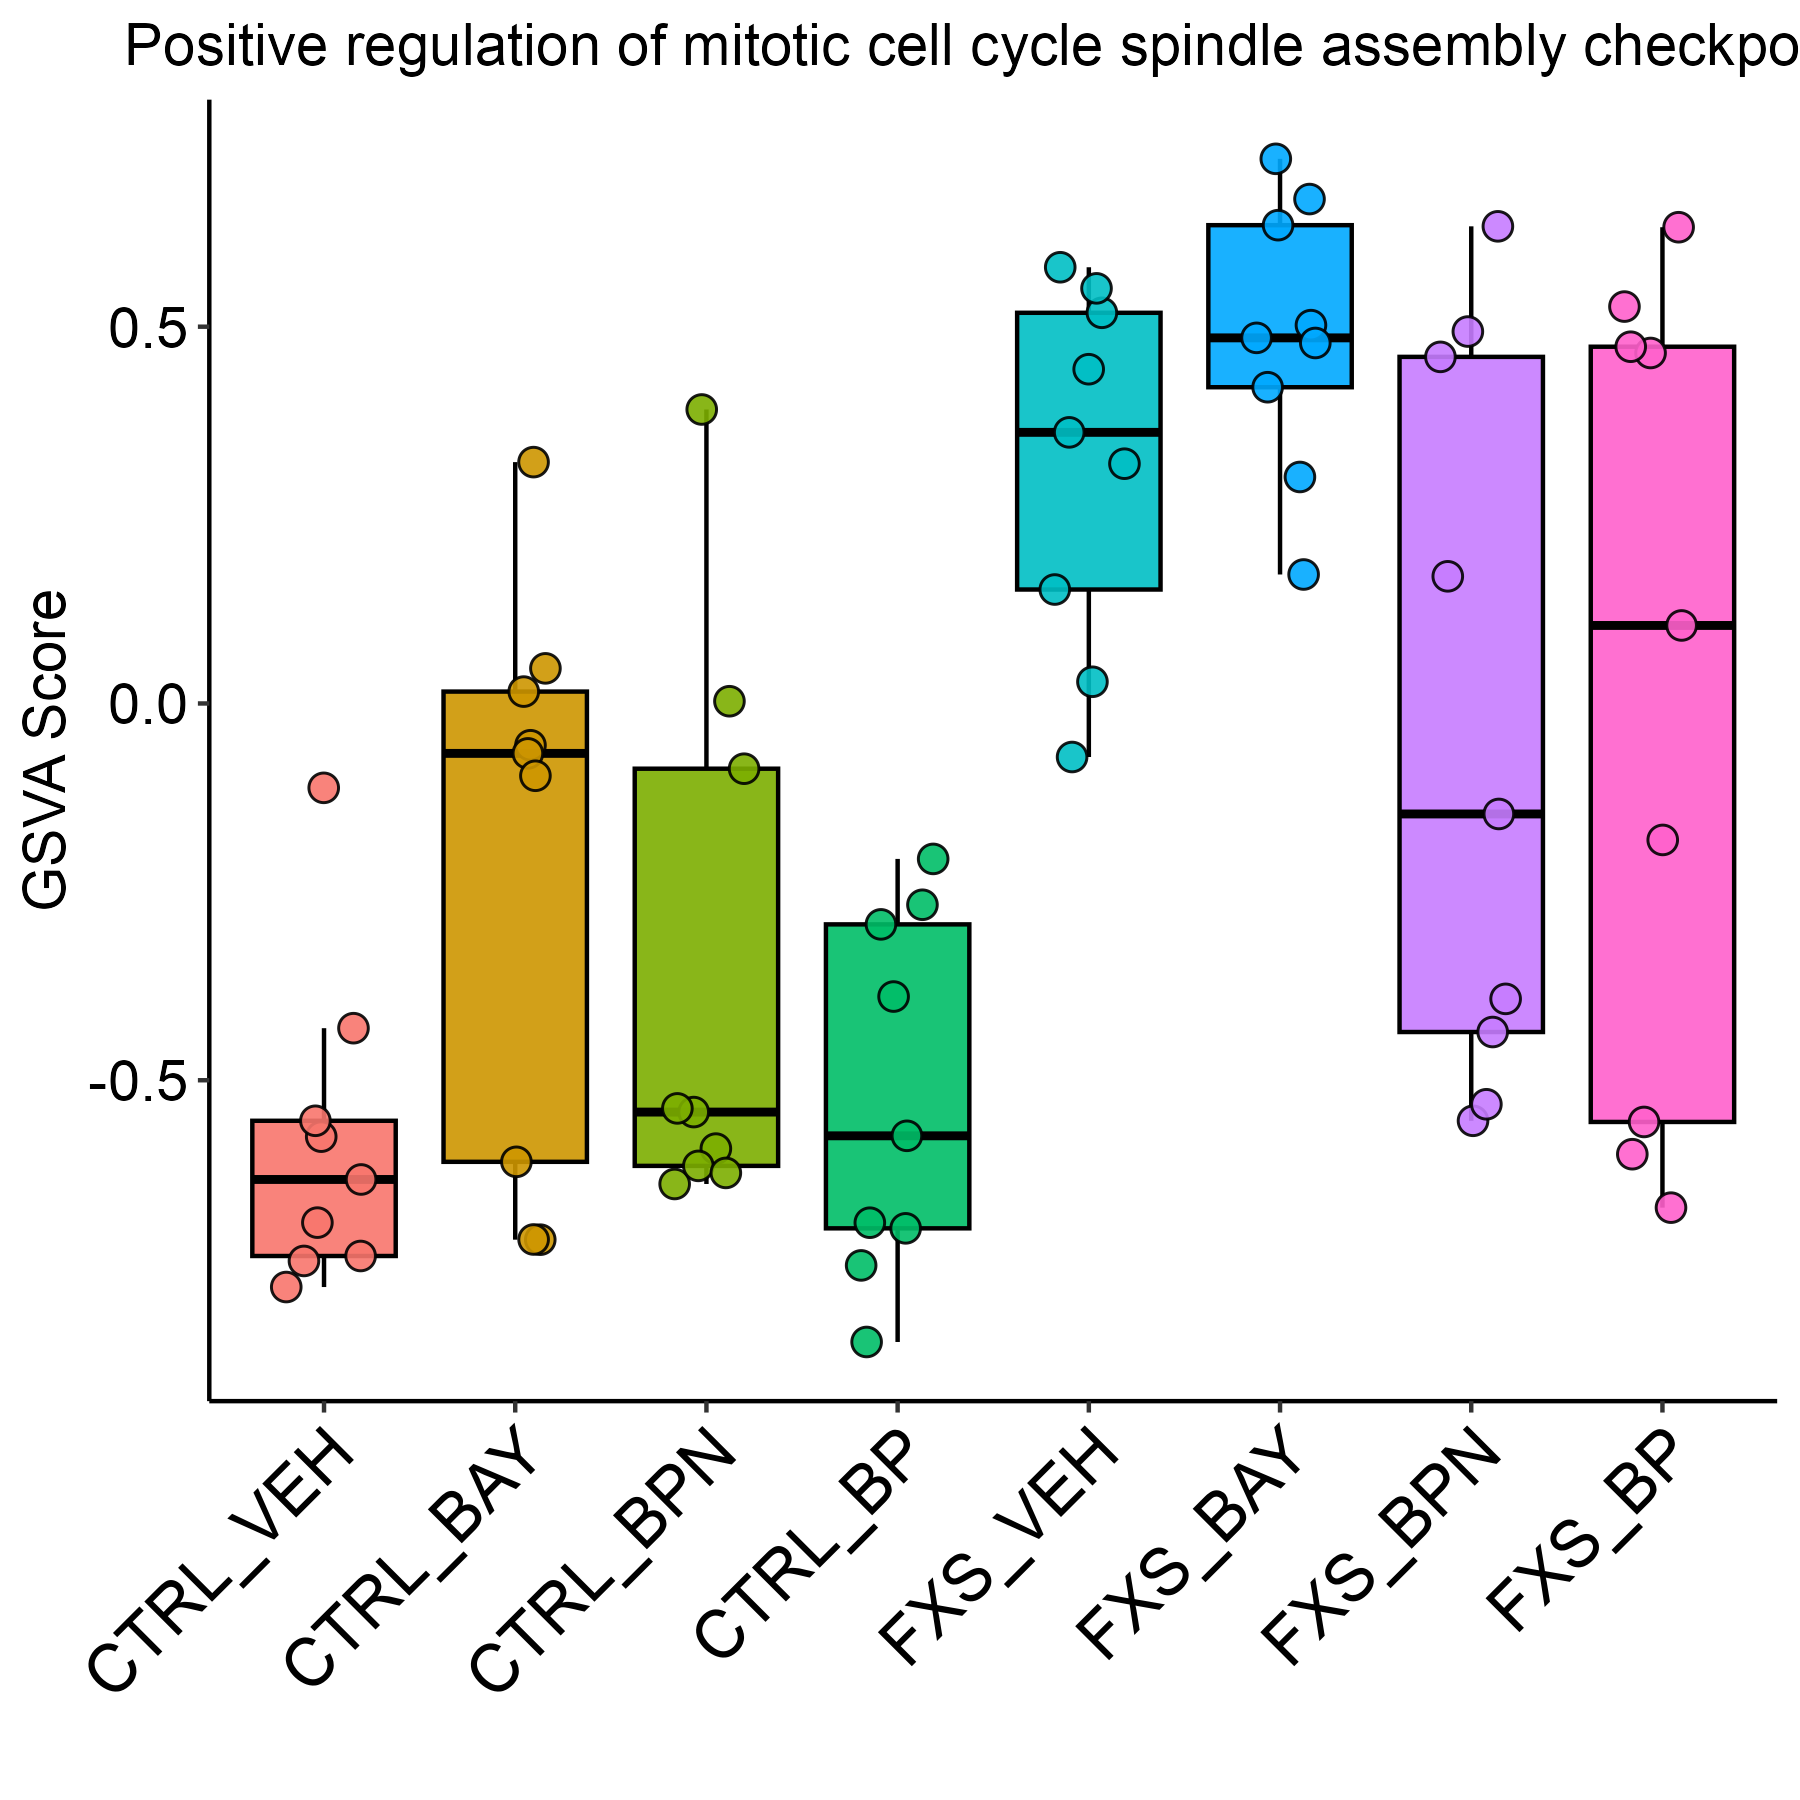 Positive regulation of mitotic cell cycle spindle assembly checkpo
GSVA Score
0.5
0.0
-0.5
CTRL_VEH
CTRL_BAY
CTRL_BPN
CTRL_BP
FXS_VEH
FXS_BAY
FXS_BPN
FXS_BP